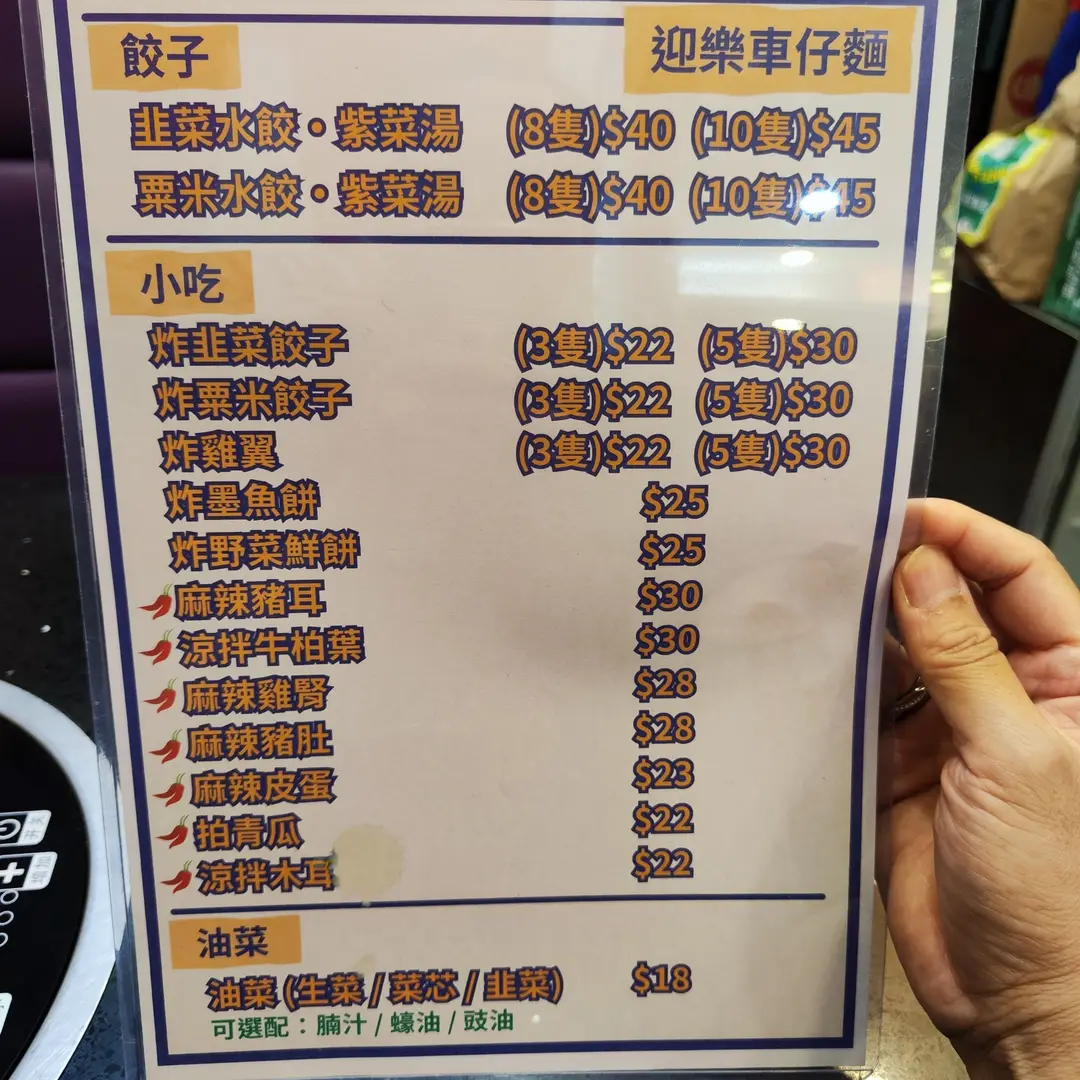 餃子 迎樂車仔麵
韭菜水餃•紫菜湯 (8隻)$40 (10隻)$45
粟米水餃•紫菜湯 (8隻)$40 (10隻)$45
小吃
炸韭菜餃子 (3隻)$22 (5隻)$30
炸粟米餃子 (3隻)$22 (5隻)$30
炸雞翼 (3隻)$22 (5隻)$30
炸墨魚餅 $25
炸野菜鮮餅 $25
麻辣豬耳 $30
涼拌牛柏葉 $30
麻辣雞腎 $28
麻辣豬肚 $28
麻辣皮蛋 $23
拍青瓜 $22
涼拌木耳 $22
油菜
油菜 (生菜 / 菜芯 / 韭菜) $18
可選配：腩汁 / 蠔油 / 豉油